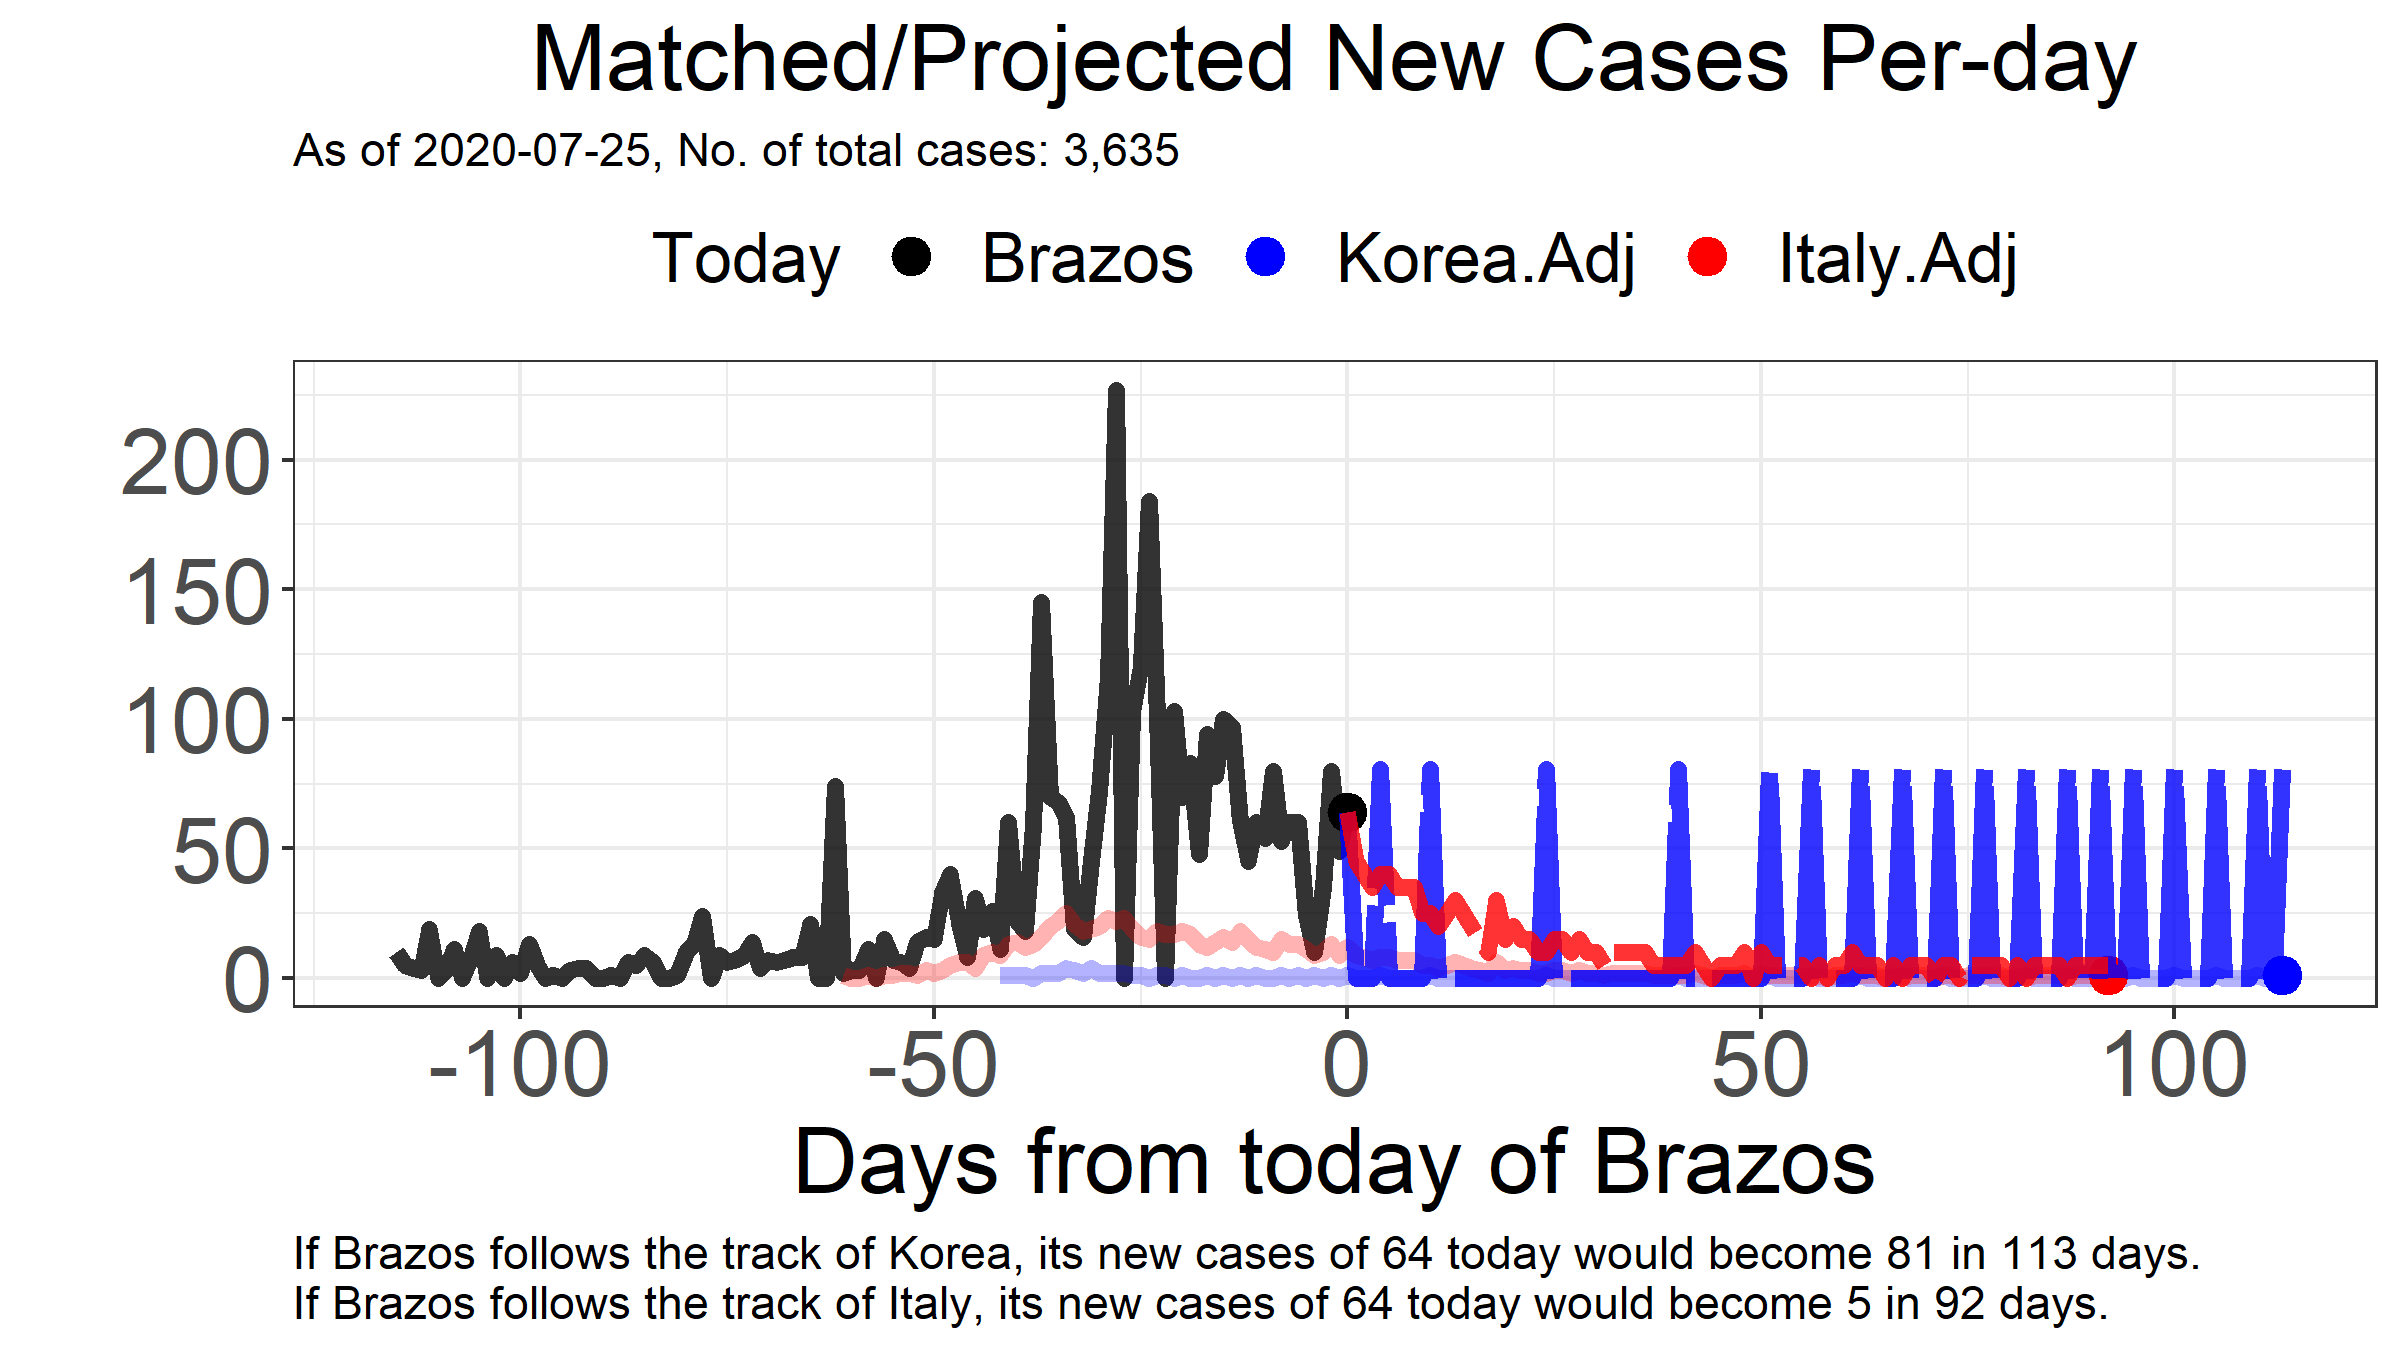 Matched/Projected New Cases Per-day
As of 2020-07-25, No. of total cases: 3,635
Today Brazos Korea.Adj Italy.Adj
200
150
100
50
0
-100 -50 0 50 100
Days from today of Brazos
If Brazos follows the track of Korea, its new cases of 64 today would become 81 in 113 days.
If Brazos follows the track of Italy, its new cases of 64 today would become 5 in 92 days.